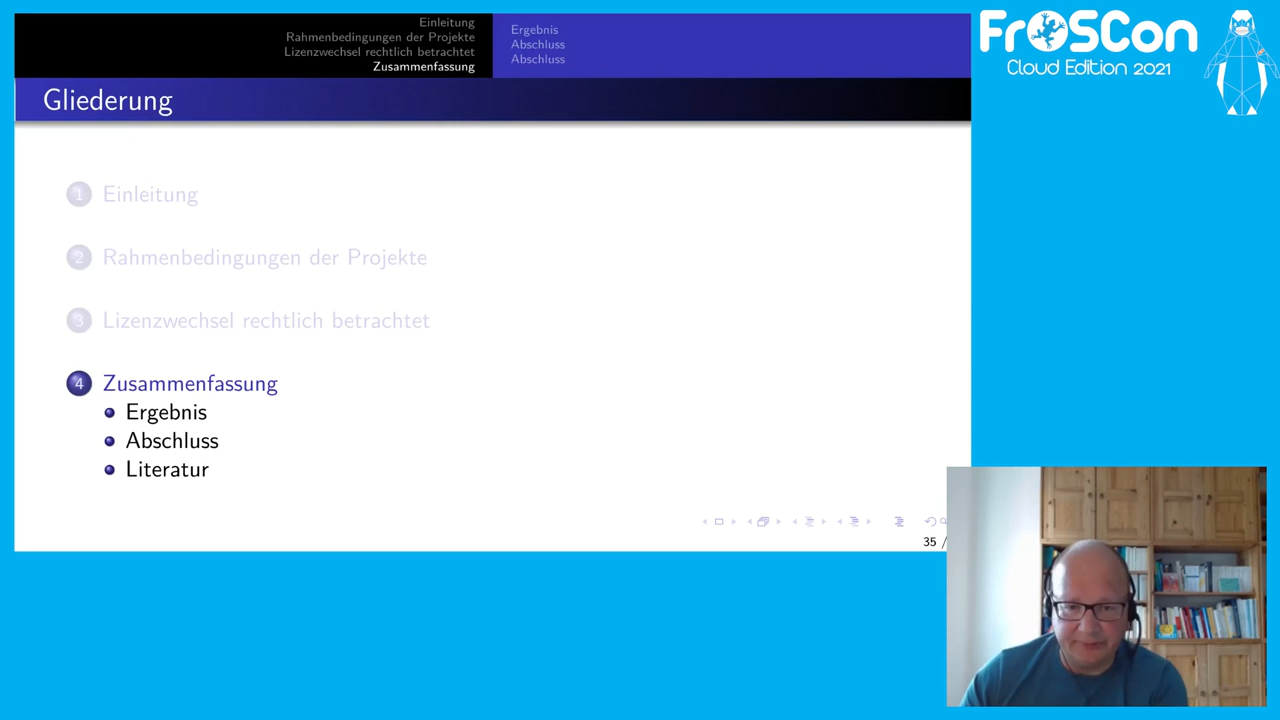 Einleitung
Rahmenbedingungen der Projekte
Lizenzwechsel rechtlich betrachtet
Zusammenfassung
Ergebnis
Abschluss
Abschluss
FrOSCon
Cloud Edition 2021
Gliederung
1 Einleitung
2 Rahmenbedingungen der Projekte
3 Lizenzwechsel rechtlich betrachtet
4 Zusammenfassung
Ergebnis
Abschluss
Literatur
35 /